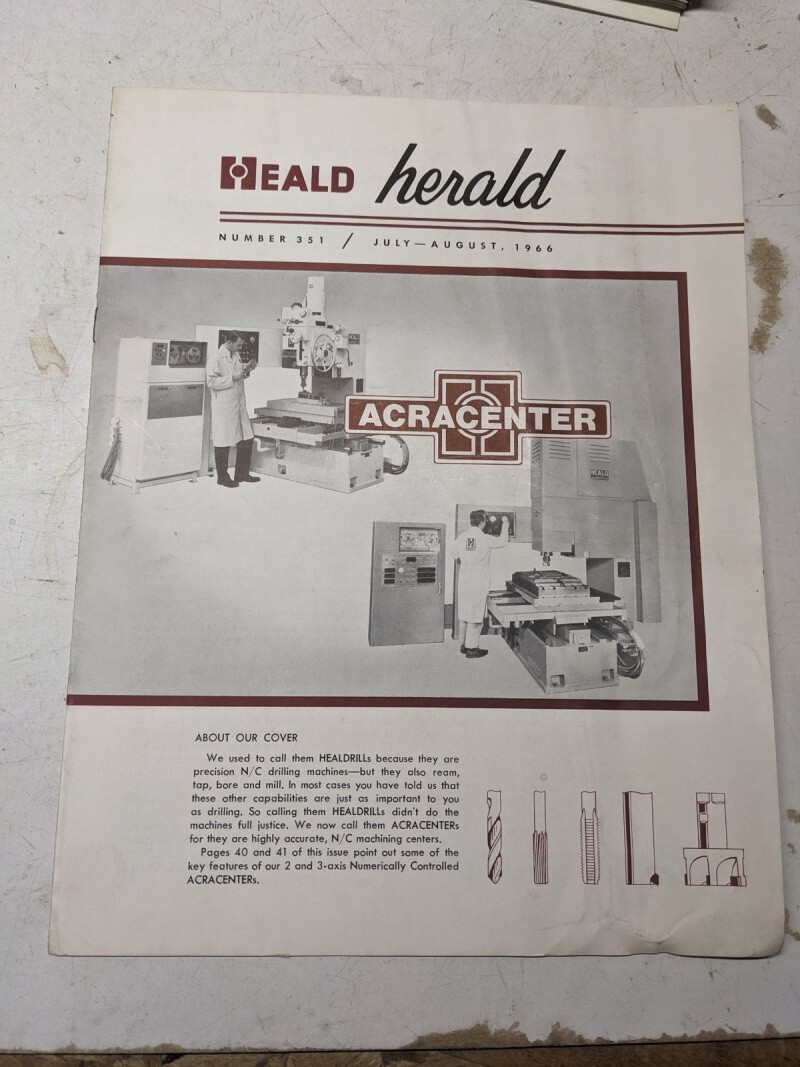 HEALD herald
NUMBER 351 / JULY—AUGUST, 1966
ACRACENTER
HEALD
ABOUT OUR COVER
We used to call them HEALDRILLs because they are
precision N/C drilling machines—but they also ream,
tap, bore and mill. In most cases you have told us that
these other capabilities are just as important to you
as drilling. So calling them HEALDRILLs didn't do the
machines full justice. We now call them ACRACENTERs
for they are highly accurate, N/C machining centers.
Pages 40 and 41 of this issue point out some of the
key features of our 2 and 3-axis Numerically Controlled
ACRACENTERs.